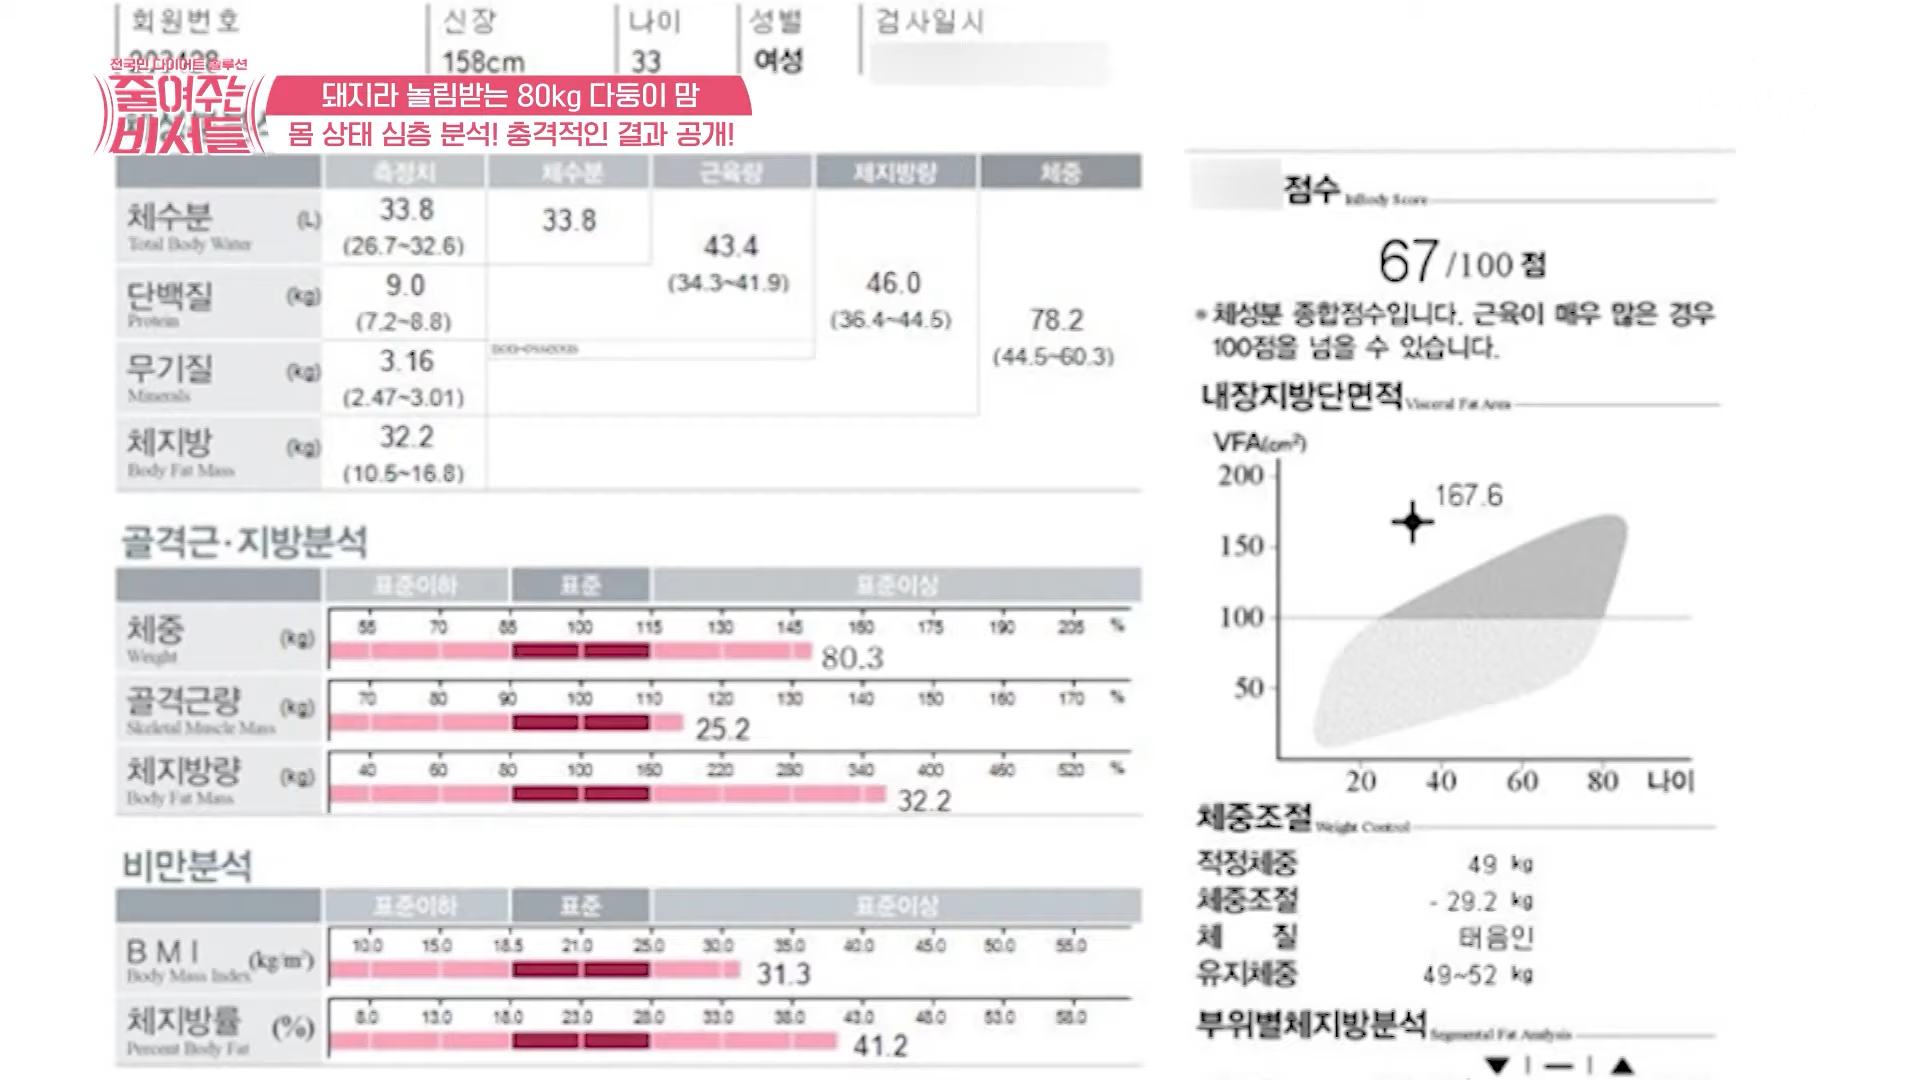 회원번호 신장 나이 성별 검사일시
158cm 33 여성
전국민 다이어트 솔루션
줄여주는
비서들
돼지라 놀림받는 80kg 다둥이 맘
몸 상태 심층 분석! 충격적인 결과 공개!
측정치 체수분 근육량 제지방량 체중
체수분 (L) 33.8 33.8
Total Body Water (26.7~32.6)
43.4
(34.3~41.9)
단백질 (kg) 9.0 46.0
Protein (7.2~8.8) (36.4~44.5)
78.2
(44.5~60.3)
non-osseous
무기질 (kg) 3.16
Minerals (2.47~3.01)
체지방 (kg) 32.2
Body Fat Mass (10.5~16.8)
골격근·지방분석
표준이하 표준 표준이상
체중 (kg) 55 70 85 100 115 130 145 160 175 190 205 %
Weight 80.3
골격근량 (kg) 70 80 90 100 110 120 130 140 150 160 170 %
Skeletal Muscle Mass 25.2
체지방량 (kg) 40 60 80 100 160 220 280 340 400 460 520 %
Body Fat Mass 32.2
비만분석
표준이하 표준 표준이상
BMI (kg/m²) 10.0 15.0 18.5 21.0 25.0 30.0 35.0 40.0 45.0 50.0 55.0
Body Mass Index 31.3
체지방률 (%) 8.0 13.0 18.0 23.0 28.0 33.0 38.0 43.0 48.0 53.0 58.0
Percent Body Fat 41.2
점수 InBody Score
67/100 점
*체성분 종합점수입니다. 근육이 매우 많은 경우
100점을 넘을 수 있습니다.
내장지방단면적 Visceral Fat Area
VFA(cm²)
200
167.6
150
100
50
20 40 60 80 나이
체중조절 Weight Control
적정체중 49 kg
체중조절 - 29.2 kg
체 질 태음인
유지체중 49~52 kg
부위별체지방분석 Segmental Fat Analysis
▼ | — | ▲